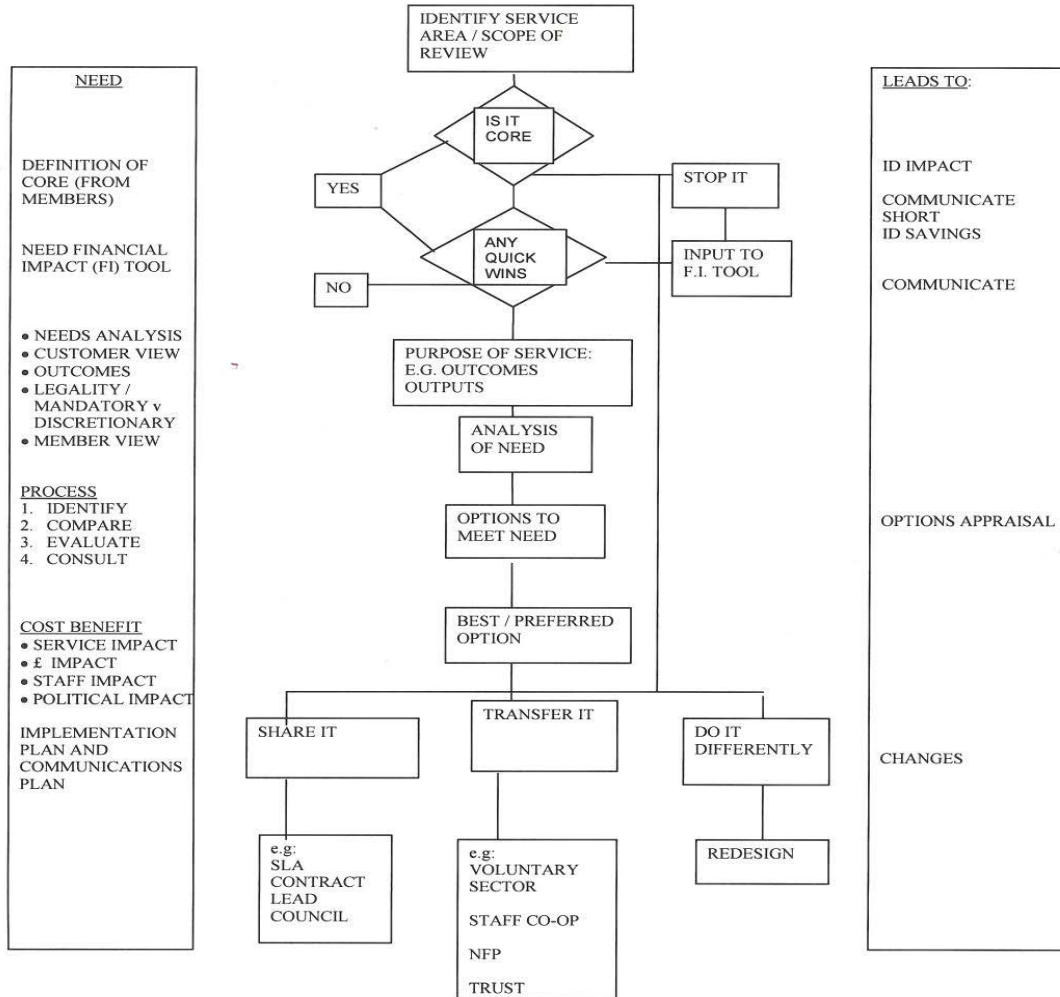 IDENTIFY SERVICE
AREA / SCOPE OF
REVIEW
NEED
DEFINITION OF
CORE (FROM
MEMBERS)
NEED FINANCIAL
IMPACT (FI) TOOL
• NEEDS ANALYSIS
• CUSTOMER VIEW
• OUTCOMES
• LEGALITY /
MANDATORY v
DISCRETIONARY
• MEMBER VIEW
PROCESS
1. IDENTIFY
2. COMPARE
3. EVALUATE
4. CONSULT
COST BENEFIT
• SERVICE IMPACT
• £ IMPACT
• STAFF IMPACT
• POLITICAL IMPACT
IMPLEMENTATION
PLAN AND
COMMUNICATIONS
PLAN
IS IT
CORE
YES
STOP IT
ANY
QUICK
WINS
INPUT TO
F.I. TOOL
NO
PURPOSE OF SERVICE:
E.G. OUTCOMES
OUTPUTS
ANALYSIS
OF NEED
OPTIONS TO
MEET NEED
BEST / PREFERRED
OPTION
SHARE IT
TRANSFER IT
DO IT
DIFFERENTLY
e.g:
SLA
CONTRACT
LEAD
COUNCIL
e.g:
VOLUNTARY
SECTOR
STAFF CO-OP
NFP
TRUST
REDESIGN
LEADS TO:
ID IMPACT
COMMUNICATE
SHORT
ID SAVINGS
COMMUNICATE
OPTIONS APPRAISAL
CHANGES